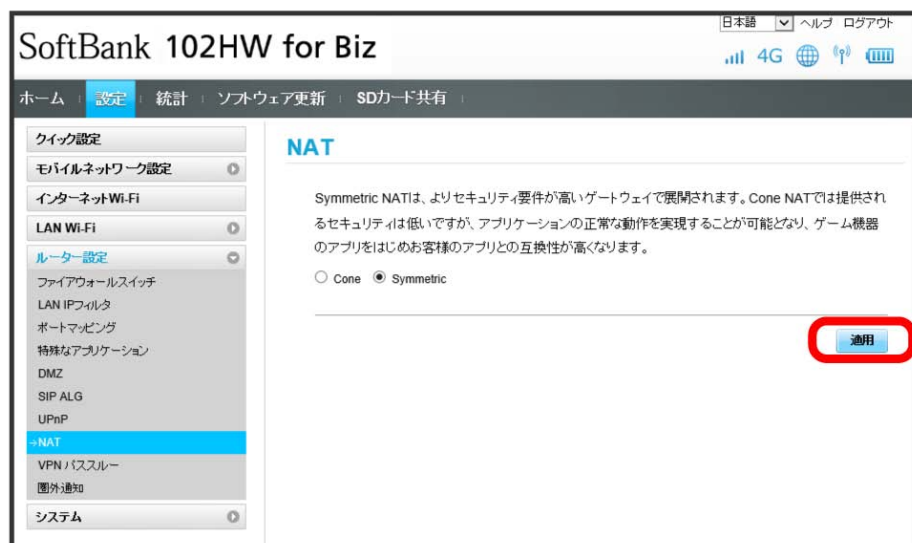 日本語 ヘルプ ログアウト
SoftBank 102HW for Biz
4G
ホーム 設定 統計 ソフトウェア更新 SDカード共有
クイック設定
モバイルネットワーク設定
インターネットWi-Fi
LAN Wi-Fi
ルーター設定
ファイアウォールスイッチ
LAN IPフィルタ
ポートマッピング
特殊なアプリケーション
DMZ
SIP ALG
UPnP
→NAT
VPN パススルー
圏外通知
システム
NAT
Symmetric NATは、よりセキュリティ要件が高いゲートウェイで展開されます。Cone NATでは提供され
るセキュリティは低いですが、アプリケーションの正常な動作を実現することが可能となり、ゲーム機器
のアプリをはじめお客様のアプリとの互換性が高くなります。
Cone Symmetric
適用